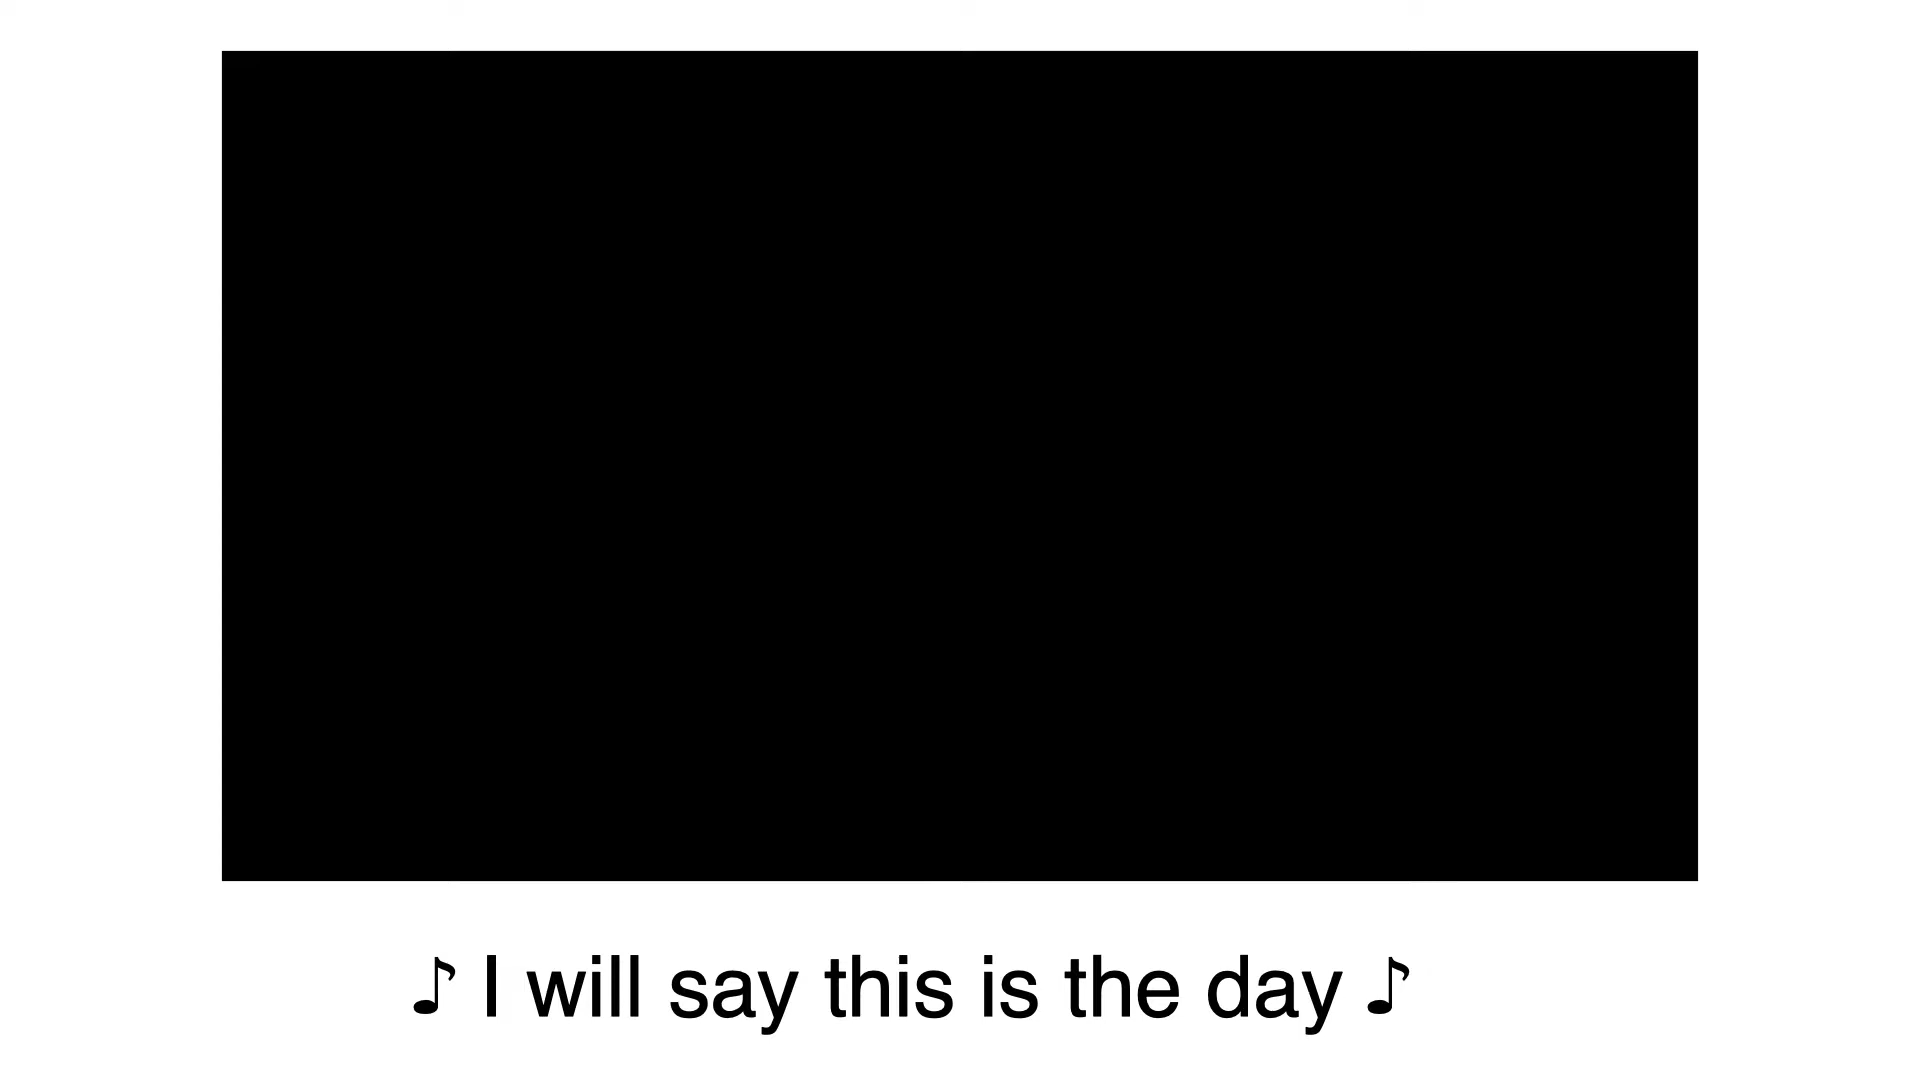 ♪ I will say this is the day ♪